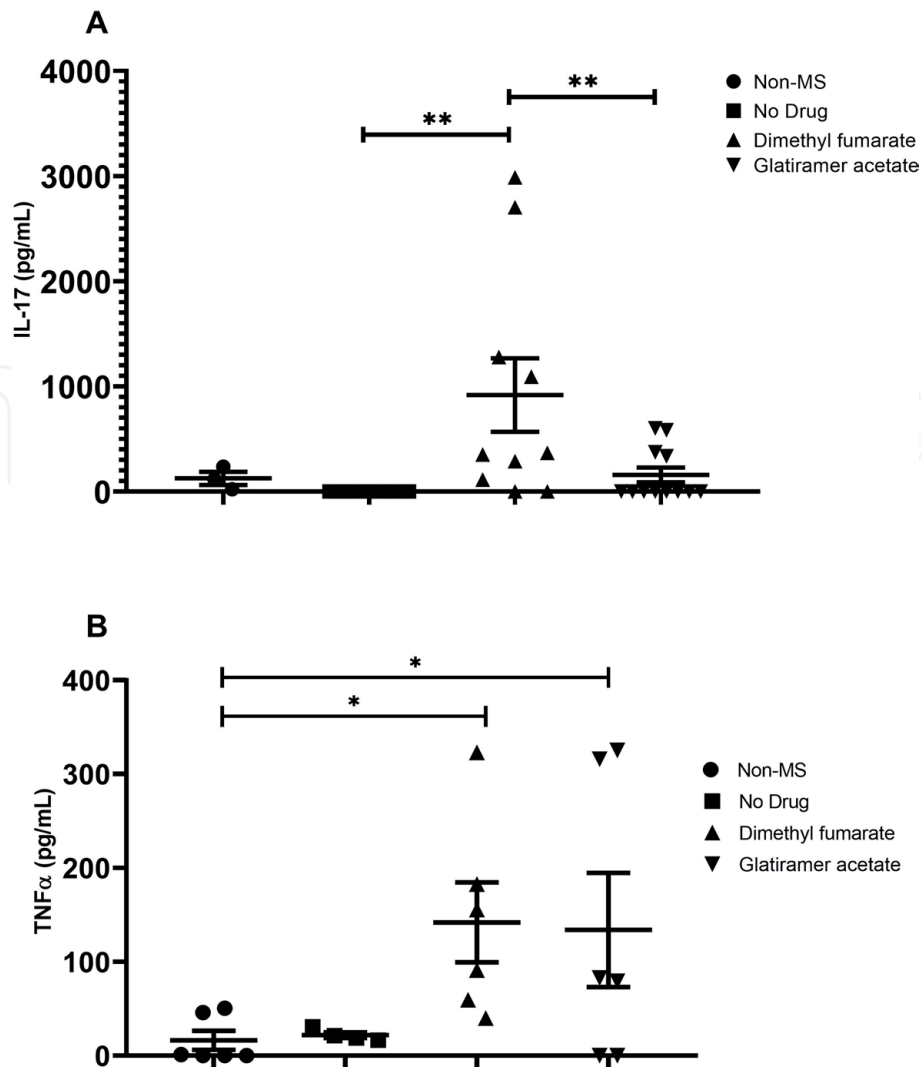 A
4000
3000
2000
1000
0
IL-17 (pg/mL)
**
**
Non-MS
No Drug
Dimethyl fumarate
Glatiramer acetate
B
400
300
200
100
0
TNFα (pg/mL)
*
*
Non-MS
No Drug
Dimethyl fumarate
Glatiramer acetate